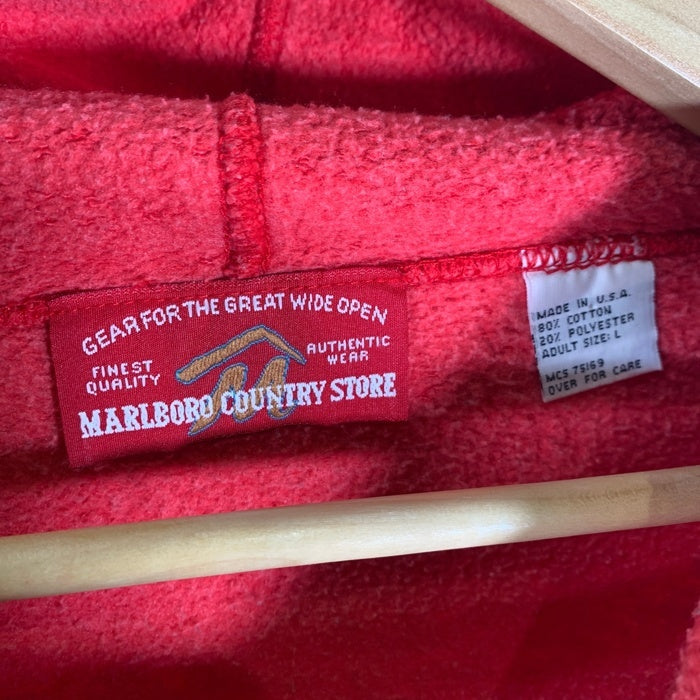 GEAR FOR THE GREAT WIDE OPEN
FINEST
QUALITY
AUTHENTIC
WEAR
MARLBORO COUNTRY STORE
MADE IN U.S.A.
80% COTTON
20% POLYESTER
ADULT SIZE: L
MCS 75169
OVER FOR CARE